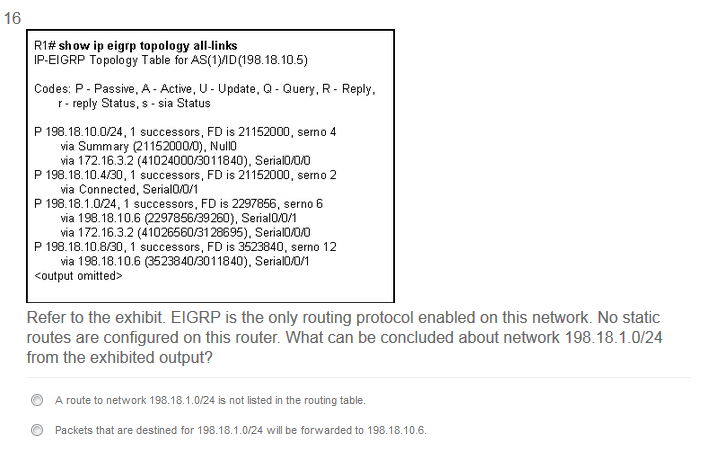 16
R1# show ip eigrp topology all-links
IP-EIGRP Topology Table for AS(1)/ID(198.18.10.5)
Codes: P - Passive, A - Active, U - Update, Q - Query, R - Reply,
r - reply Status, s - sia Status
P 198.18.10.0/24, 1 successors, FD is 21152000, serno 4
via Summary (21152000/0), Null0
via 172.16.3.2 (41024000/3011840), Serial0/0/0
P 198.18.10.4/30, 1 successors, FD is 21152000, serno 2
via Connected, Serial0/0/1
P 198.18.1.0/24, 1 successors, FD is 2297856, serno 6
via 198.18.10.6 (2297856/39260), Serial0/0/1
via 172.16.3.2 (41026560/3128695), Serial0/0/0
P 198.18.10.8/30, 1 successors, FD is 3523840, serno 12
via 198.18.10.6 (3523840/3011840), Serial0/0/1
<output omitted>
Refer to the exhibit. EIGRP is the only routing protocol enabled on this network. No static
routes are configured on this router. What can be concluded about network 198.18.1.0/24
from the exhibited output?
A route to network 198.18.1.0/24 is not listed in the routing table.
Packets that are destined for 198.18.1.0/24 will be forwarded to 198.18.10.6.